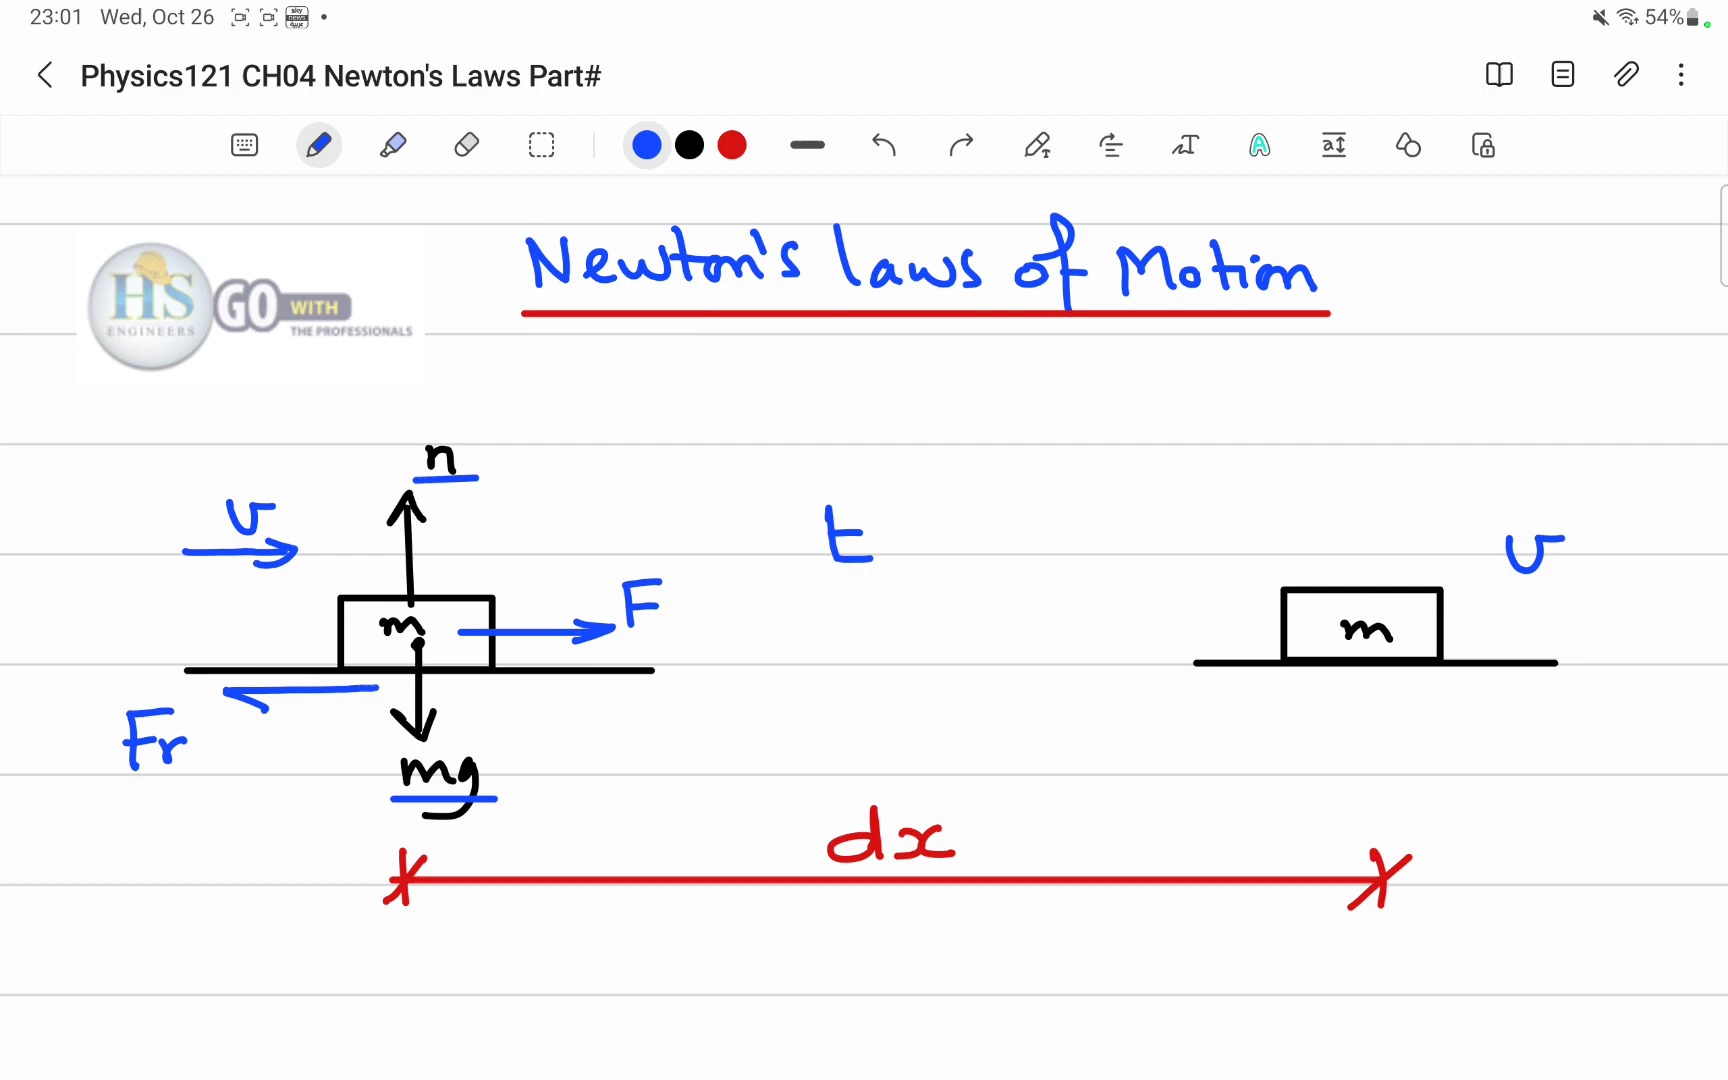 23:01 Wed, Oct 26 54%
Physics121 CH04 Newton's Laws Part#
Newton's laws of Motion
HS
ENGINEERS
GO WITH
THE PROFESSIONALS
n
v
t
v
F
m
m
Fr
mg
dx